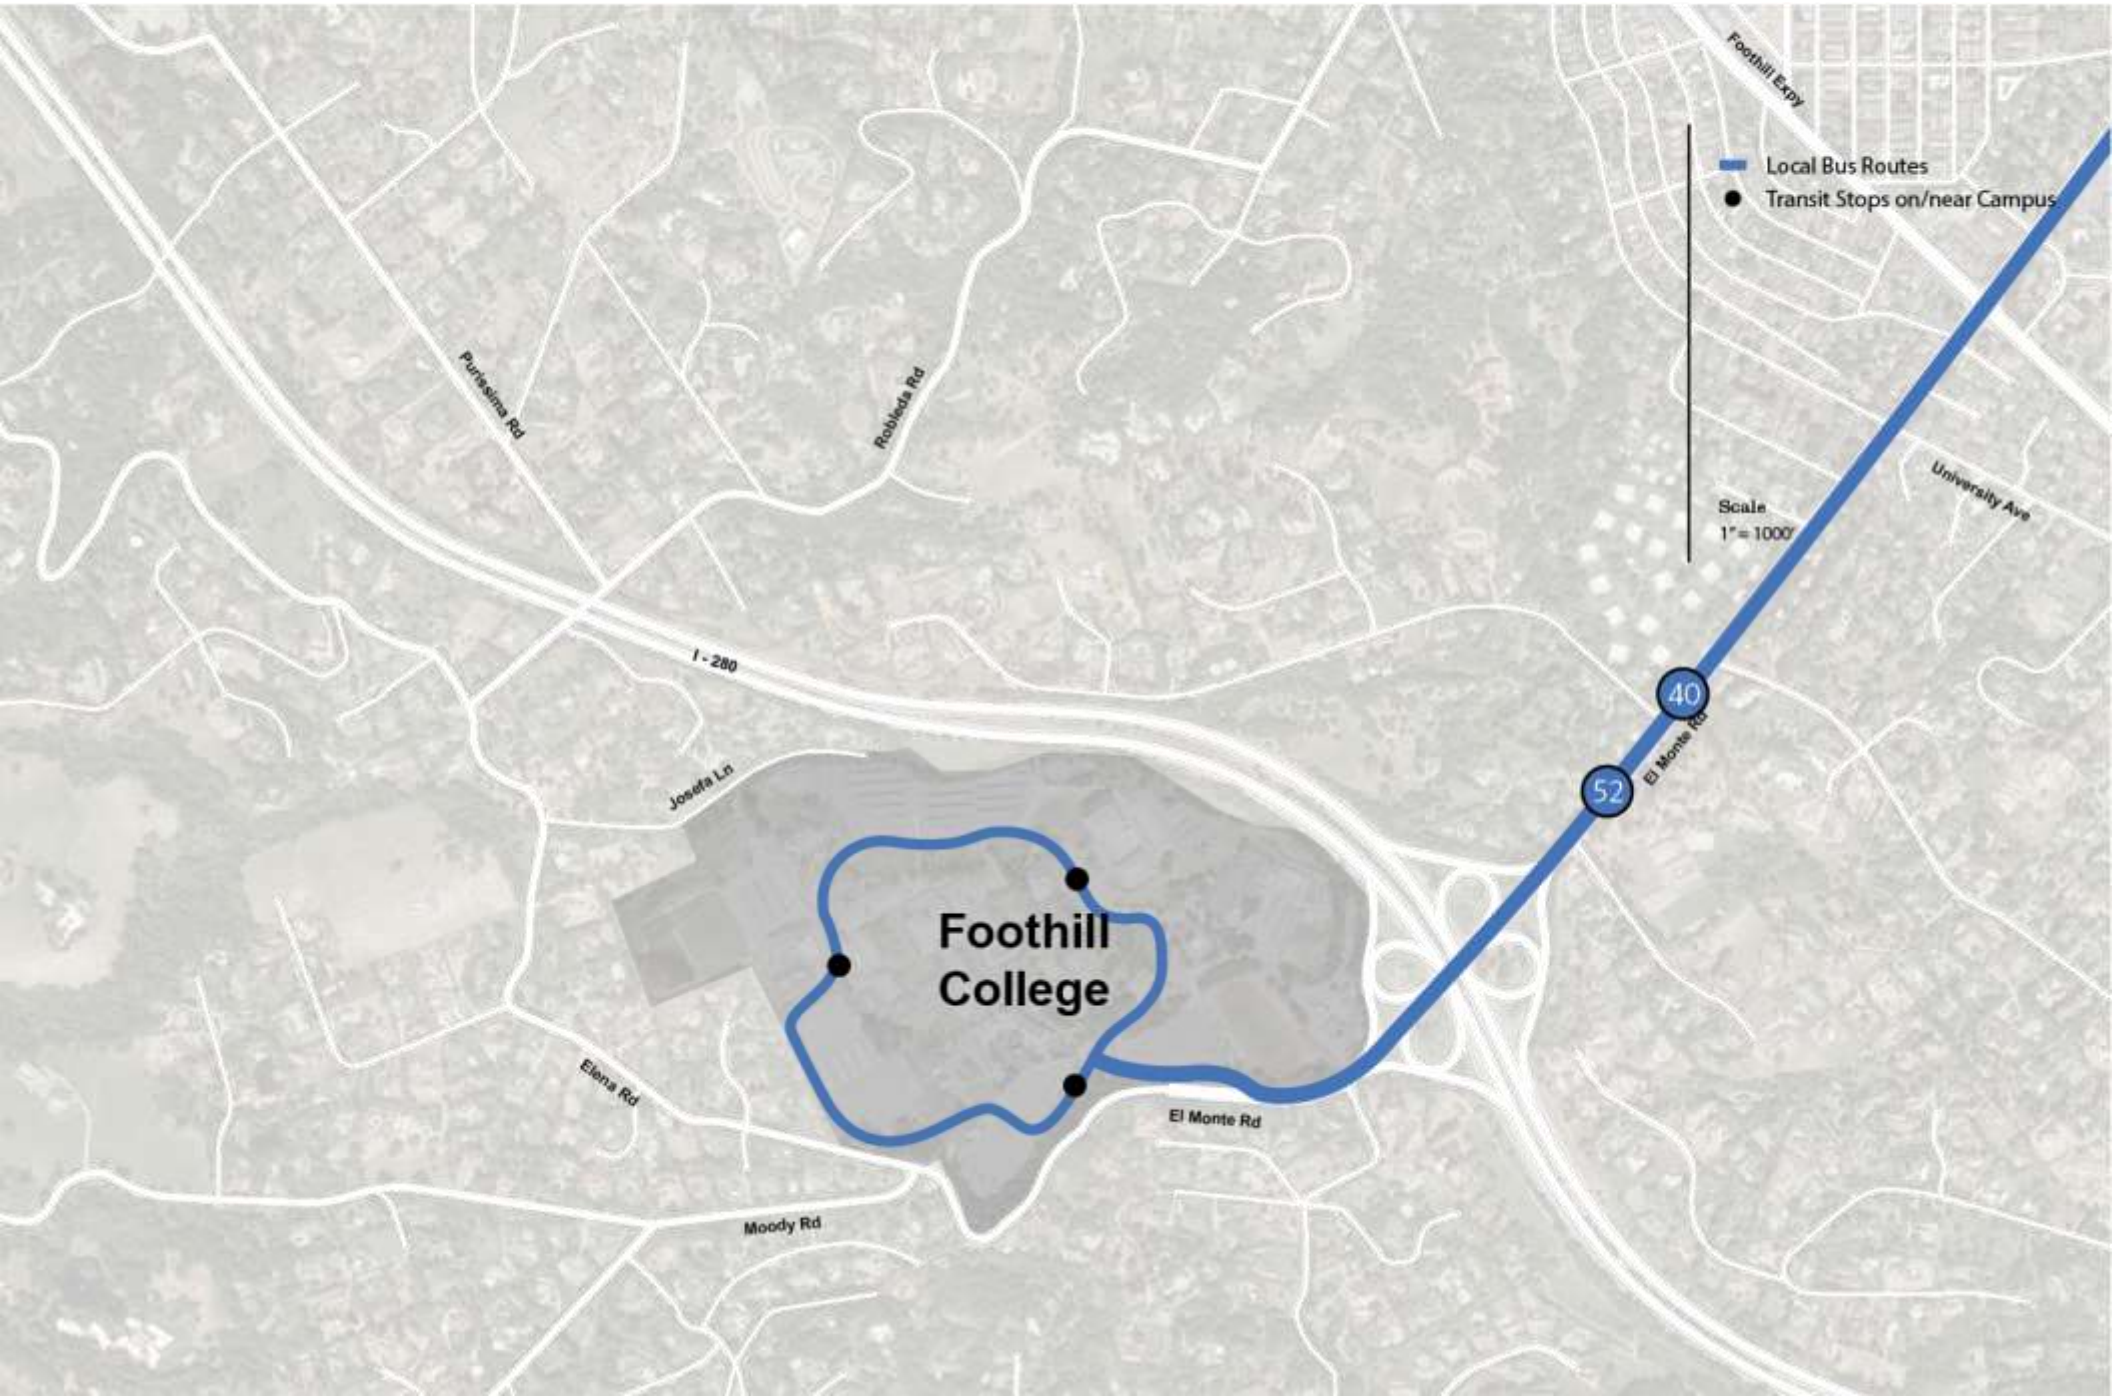 Foothill Expy
Local Bus Routes
Transit Stops on/near Campus
Purissima Rd
Robleda Rd
University Ave
Scale
1"= 1000'
I - 280
40
El Monte Rd
52
Josefa Ln
Foothill
College
Elena Rd
El Monte Rd
Moody Rd